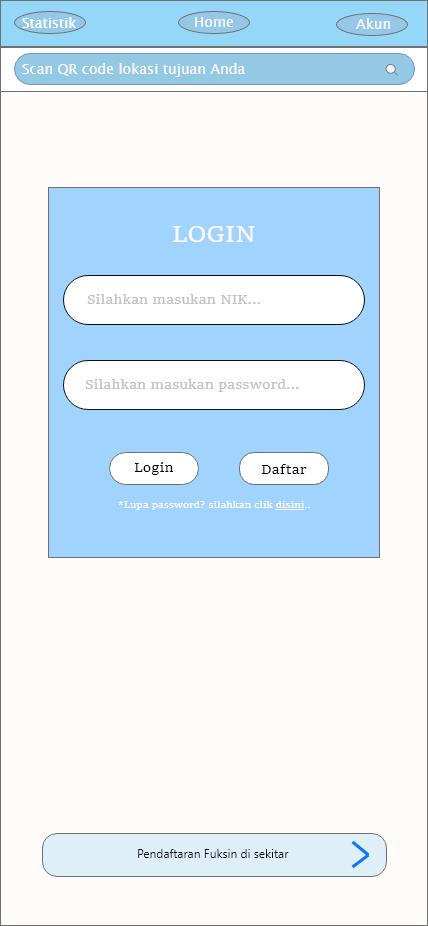 Statistik Home Akun
Scan QR code lokasi tujuan Anda
LOGIN
Silahkan masukan NIK...
Silahkan masukan password...
Login Daftar
*Lupa password? silahkan clik disini..
Pendaftaran Fuksin di sekitar